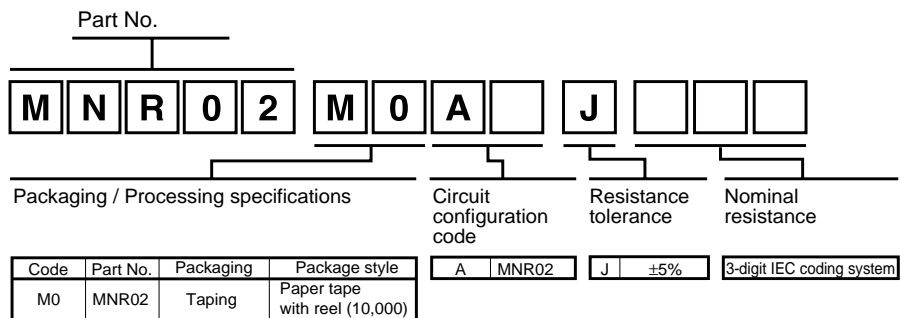 Part No.
M N R 0 2 M 0 A J
Packaging / Processing specifications
Circuit
configuration
code
Resistance
tolerance
Nominal
resistance
Code Part No. Packaging Package style
M0 MNR02 Taping Paper tape
with reel (10,000)
A MNR02
J ±5%
3-digit IEC coding system